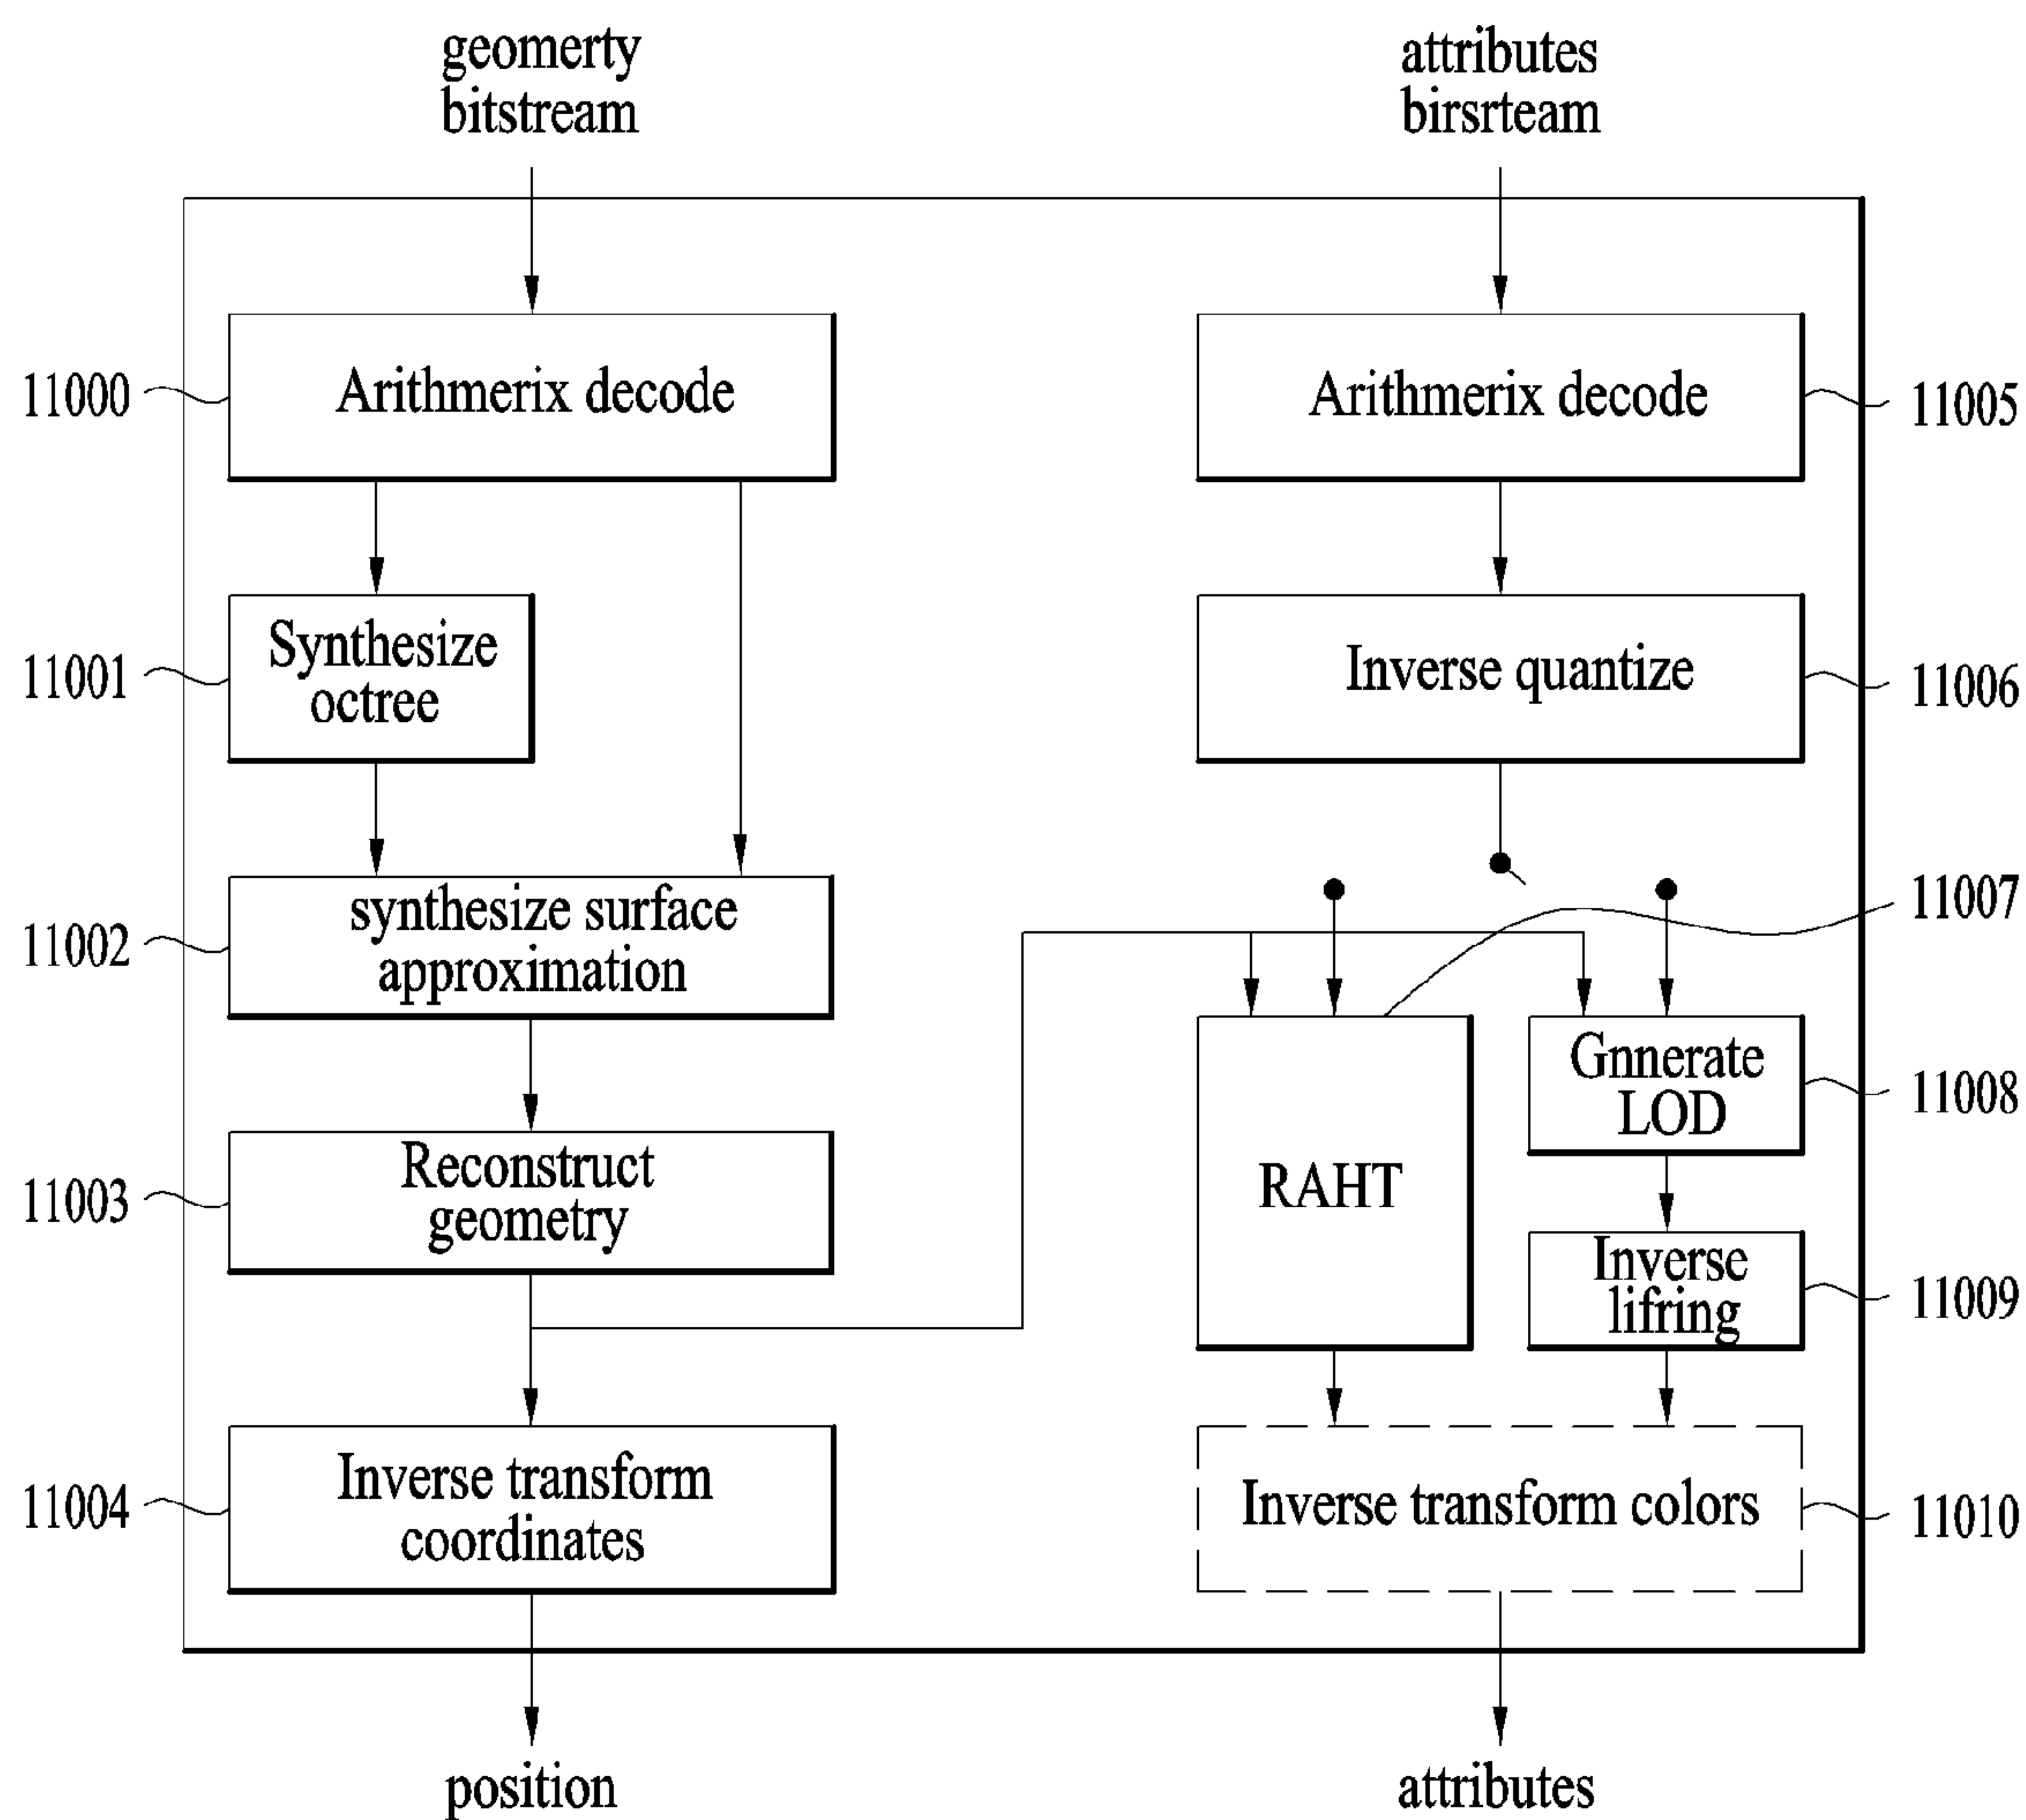 geomerty
bitstream
attributes
birsrteam
11000
Arithmerix decode
Arithmerix decode
11005
11001
Synthesize
octree
Inverse quantize
11006
11002
synthesize surface
approximation
11007
11003
Reconstruct
geometry
RAHT
Gnnerate
LOD
11008
Inverse
lifring
11009
11004
Inverse transform
coordinates
Inverse transform colors
11010
position
attributes